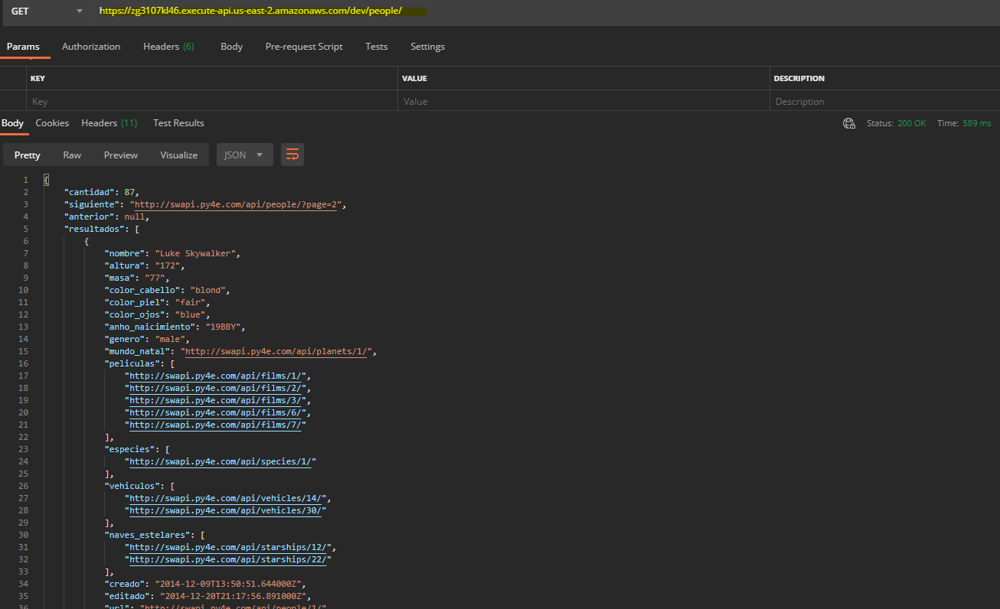 GET https://zg3107kl46.execute-api.us-east-2.amazonaws.com/dev/people/
Params Authorization Headers (6) Body Pre-request Script Tests Settings
KEY VALUE DESCRIPTION
Key Value Description
Body Cookies Headers (11) Test Results Status: 200 OK Time: 589 ms
Pretty Raw Preview Visualize JSON
1 {
2 "cantidad": 87,
3 "siguiente": "http://swapi.py4e.com/api/people/?page=2",
4 "anterior": null,
5 "resultados": [
6 {
7 "nombre": "Luke Skywalker",
8 "altura": "172",
9 "masa": "77",
10 "color_cabello": "blond",
11 "color_piel": "fair",
12 "color_ojos": "blue",
13 "anho_naicimiento": "19BBY",
14 "genero": "male",
15 "mundo_natal": "http://swapi.py4e.com/api/planets/1/",
16 "peliculas": [
17 "http://swapi.py4e.com/api/films/1/",
18 "http://swapi.py4e.com/api/films/2/",
19 "http://swapi.py4e.com/api/films/3/",
20 "http://swapi.py4e.com/api/films/6/",
21 "http://swapi.py4e.com/api/films/7/"
22 ],
23 "especies": [
24 "http://swapi.py4e.com/api/species/1/"
25 ],
26 "vehiculos": [
27 "http://swapi.py4e.com/api/vehicles/14/",
28 "http://swapi.py4e.com/api/vehicles/30/"
29 ],
30 "naves_estelares": [
31 "http://swapi.py4e.com/api/starships/12/",
32 "http://swapi.py4e.com/api/starships/22/"
33 ],
34 "creado": "2014-12-09T13:50:51.644000Z",
35 "editado": "2014-12-20T21:17:56.891000Z",
36 "url": "http://swapi.py4e.com/api/people/1/"